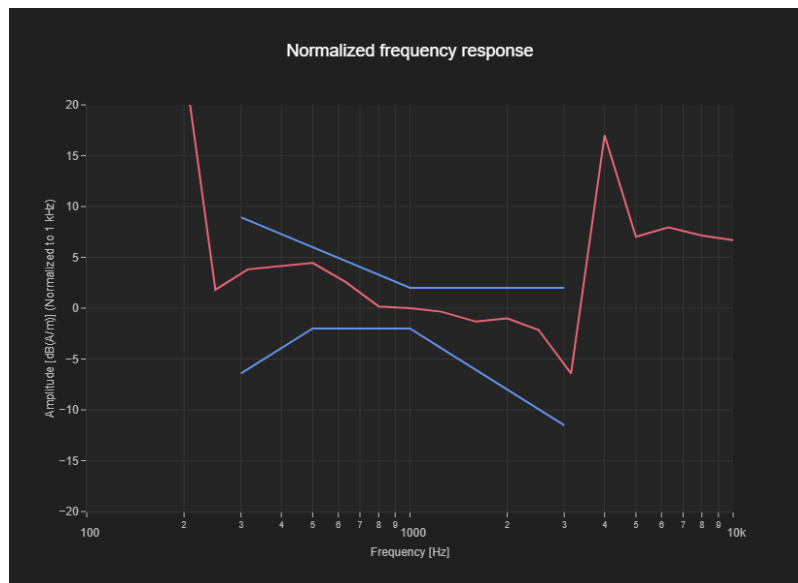 Normalized frequency response
Amplitude [dB(A/m)] (Normalized to 1 kHz)
20
15
10
5
0
−5
−10
−15
−20
100 2 3 4 5 6 7 8 9 1000 2 3 4 5 6 7 8 9 10k
Frequency [Hz]